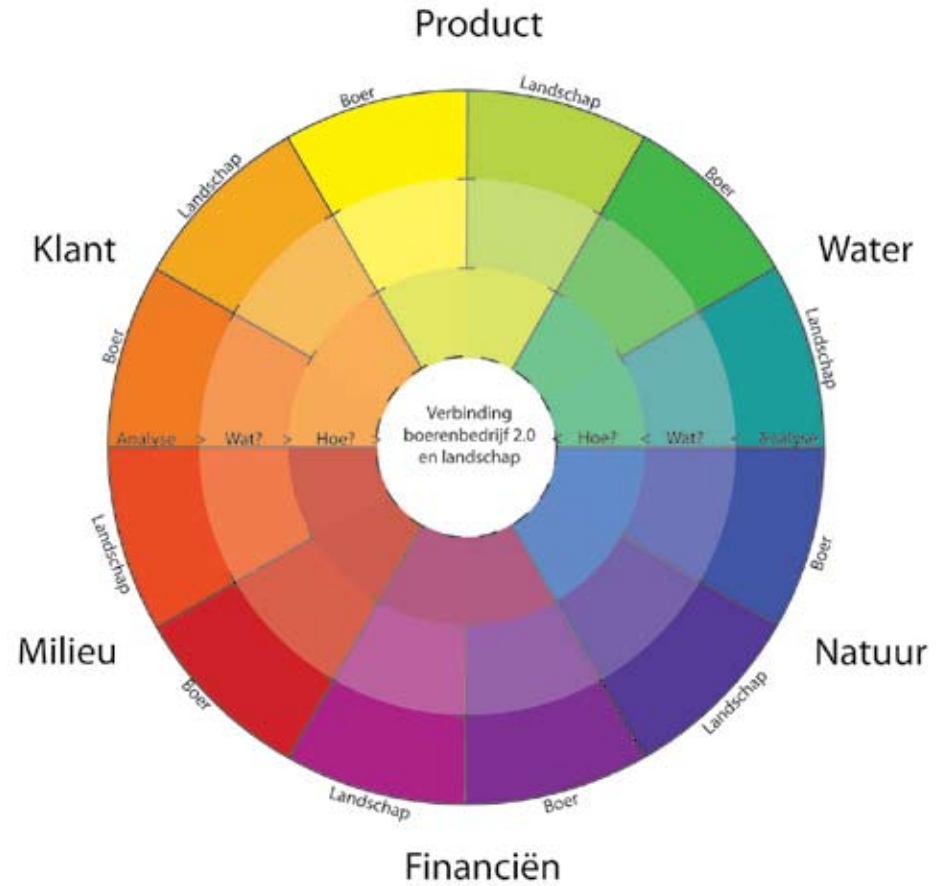 Product
Boer
Landschap
Landschap
Boer
Klant
Water
Boer
Landschap
Verbinding
boerenbedrijf 2.0
en landschap
Analyse > Wat? > Hoe? >
< Hoe? < Wat? < Analyse
Landschap
Boer
Milieu
Natuur
Boer
Landschap
Landschap
Boer
Financiën